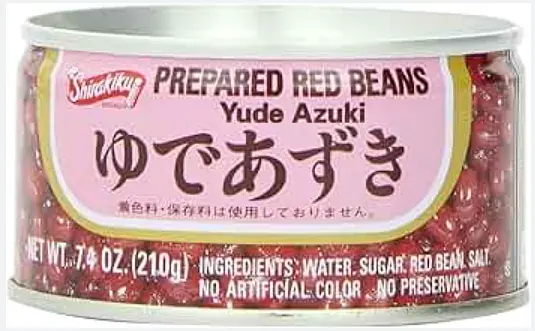 Shirakiku
PREPARED RED BEANS
Yude Azuki
ゆであずき
着色料・保存料は使用しておりません。
NET WT. 7.4 OZ. (210g)
INGREDIENTS: WATER. SUGAR. RED BEAN. SALT.
NO ARTIFICIAL COLOR NO PRESERVATIVE